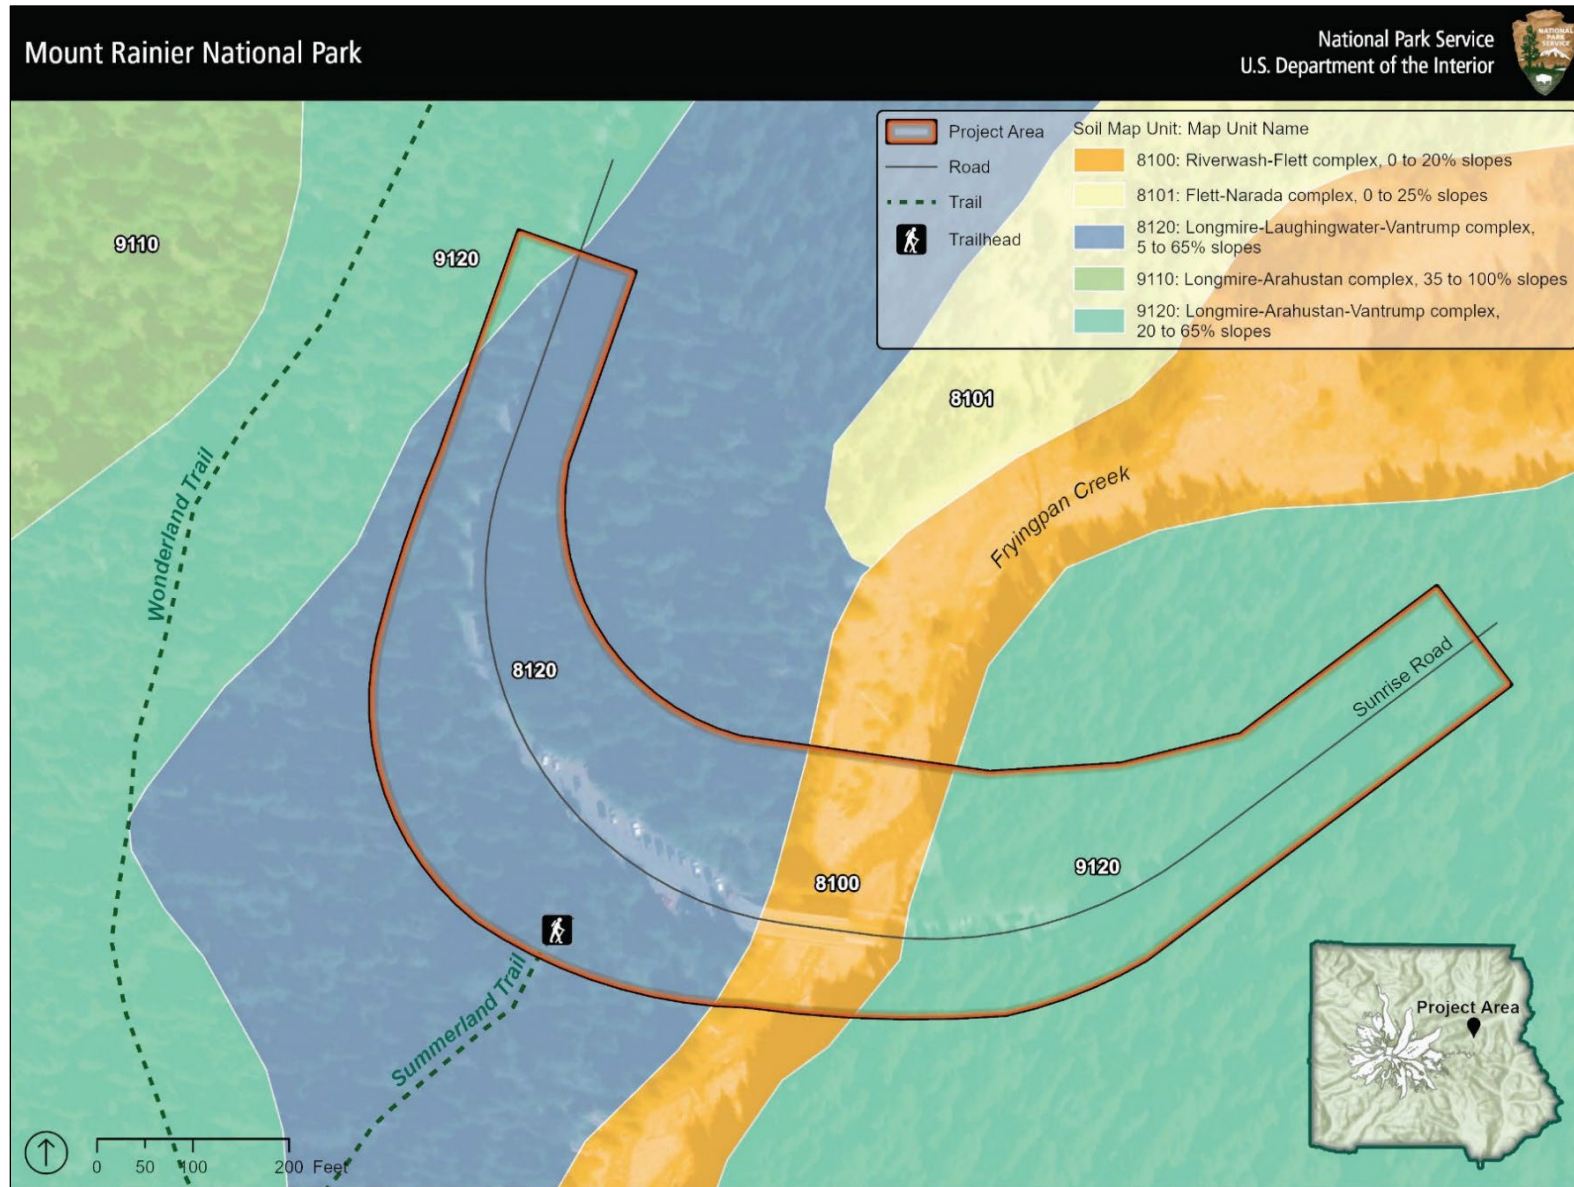 Mount Rainier National Park
National Park Service
U.S. Department of the Interior
NATIONAL
PARK
SERVICE
Project Area
Road
Trail
Trailhead
Soil Map Unit: Map Unit Name
8100: Riverwash-Flett complex, 0 to 20% slopes
8101: Flett-Narada complex, 0 to 25% slopes
8120: Longmire-Laughingwater-Vantrump complex,
5 to 65% slopes
9110: Longmire-Arahustan complex, 35 to 100% slopes
9120: Longmire-Arahustan-Vantrump complex,
20 to 65% slopes
9110
9120
8101
Wonderland Trail
Fryingpan Creek
8120
Sunrise Road
8100
9120
Summerland Trail
Project Area
0 50 100 200 Feet